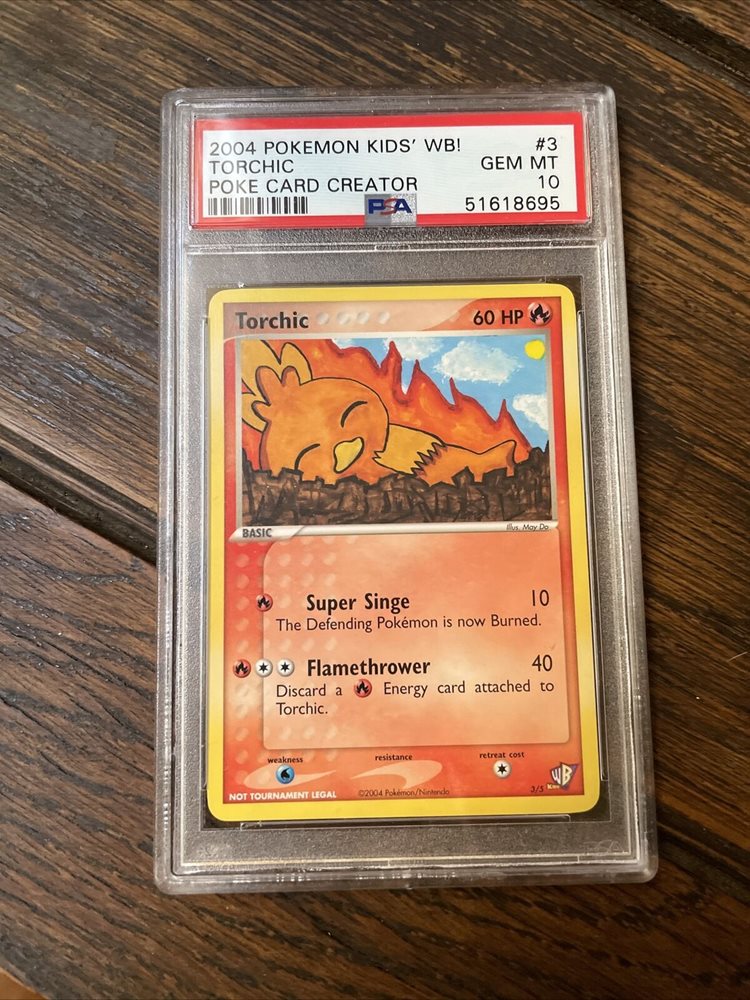 2004 POKEMON KIDS' WB! #3
TORCHIC GEM MT
POKE CARD CREATOR 10
PSA 51618695
Torchic 60 HP
BASIC Illus. May Do
Super Singe 10
The Defending Pokémon is now Burned.
Flamethrower 40
Discard a Energy card attached to
Torchic.
weakness resistance retreat cost
NOT TOURNAMENT LEGAL ©2004 Pokémon/Nintendo 3/5 Kids WB